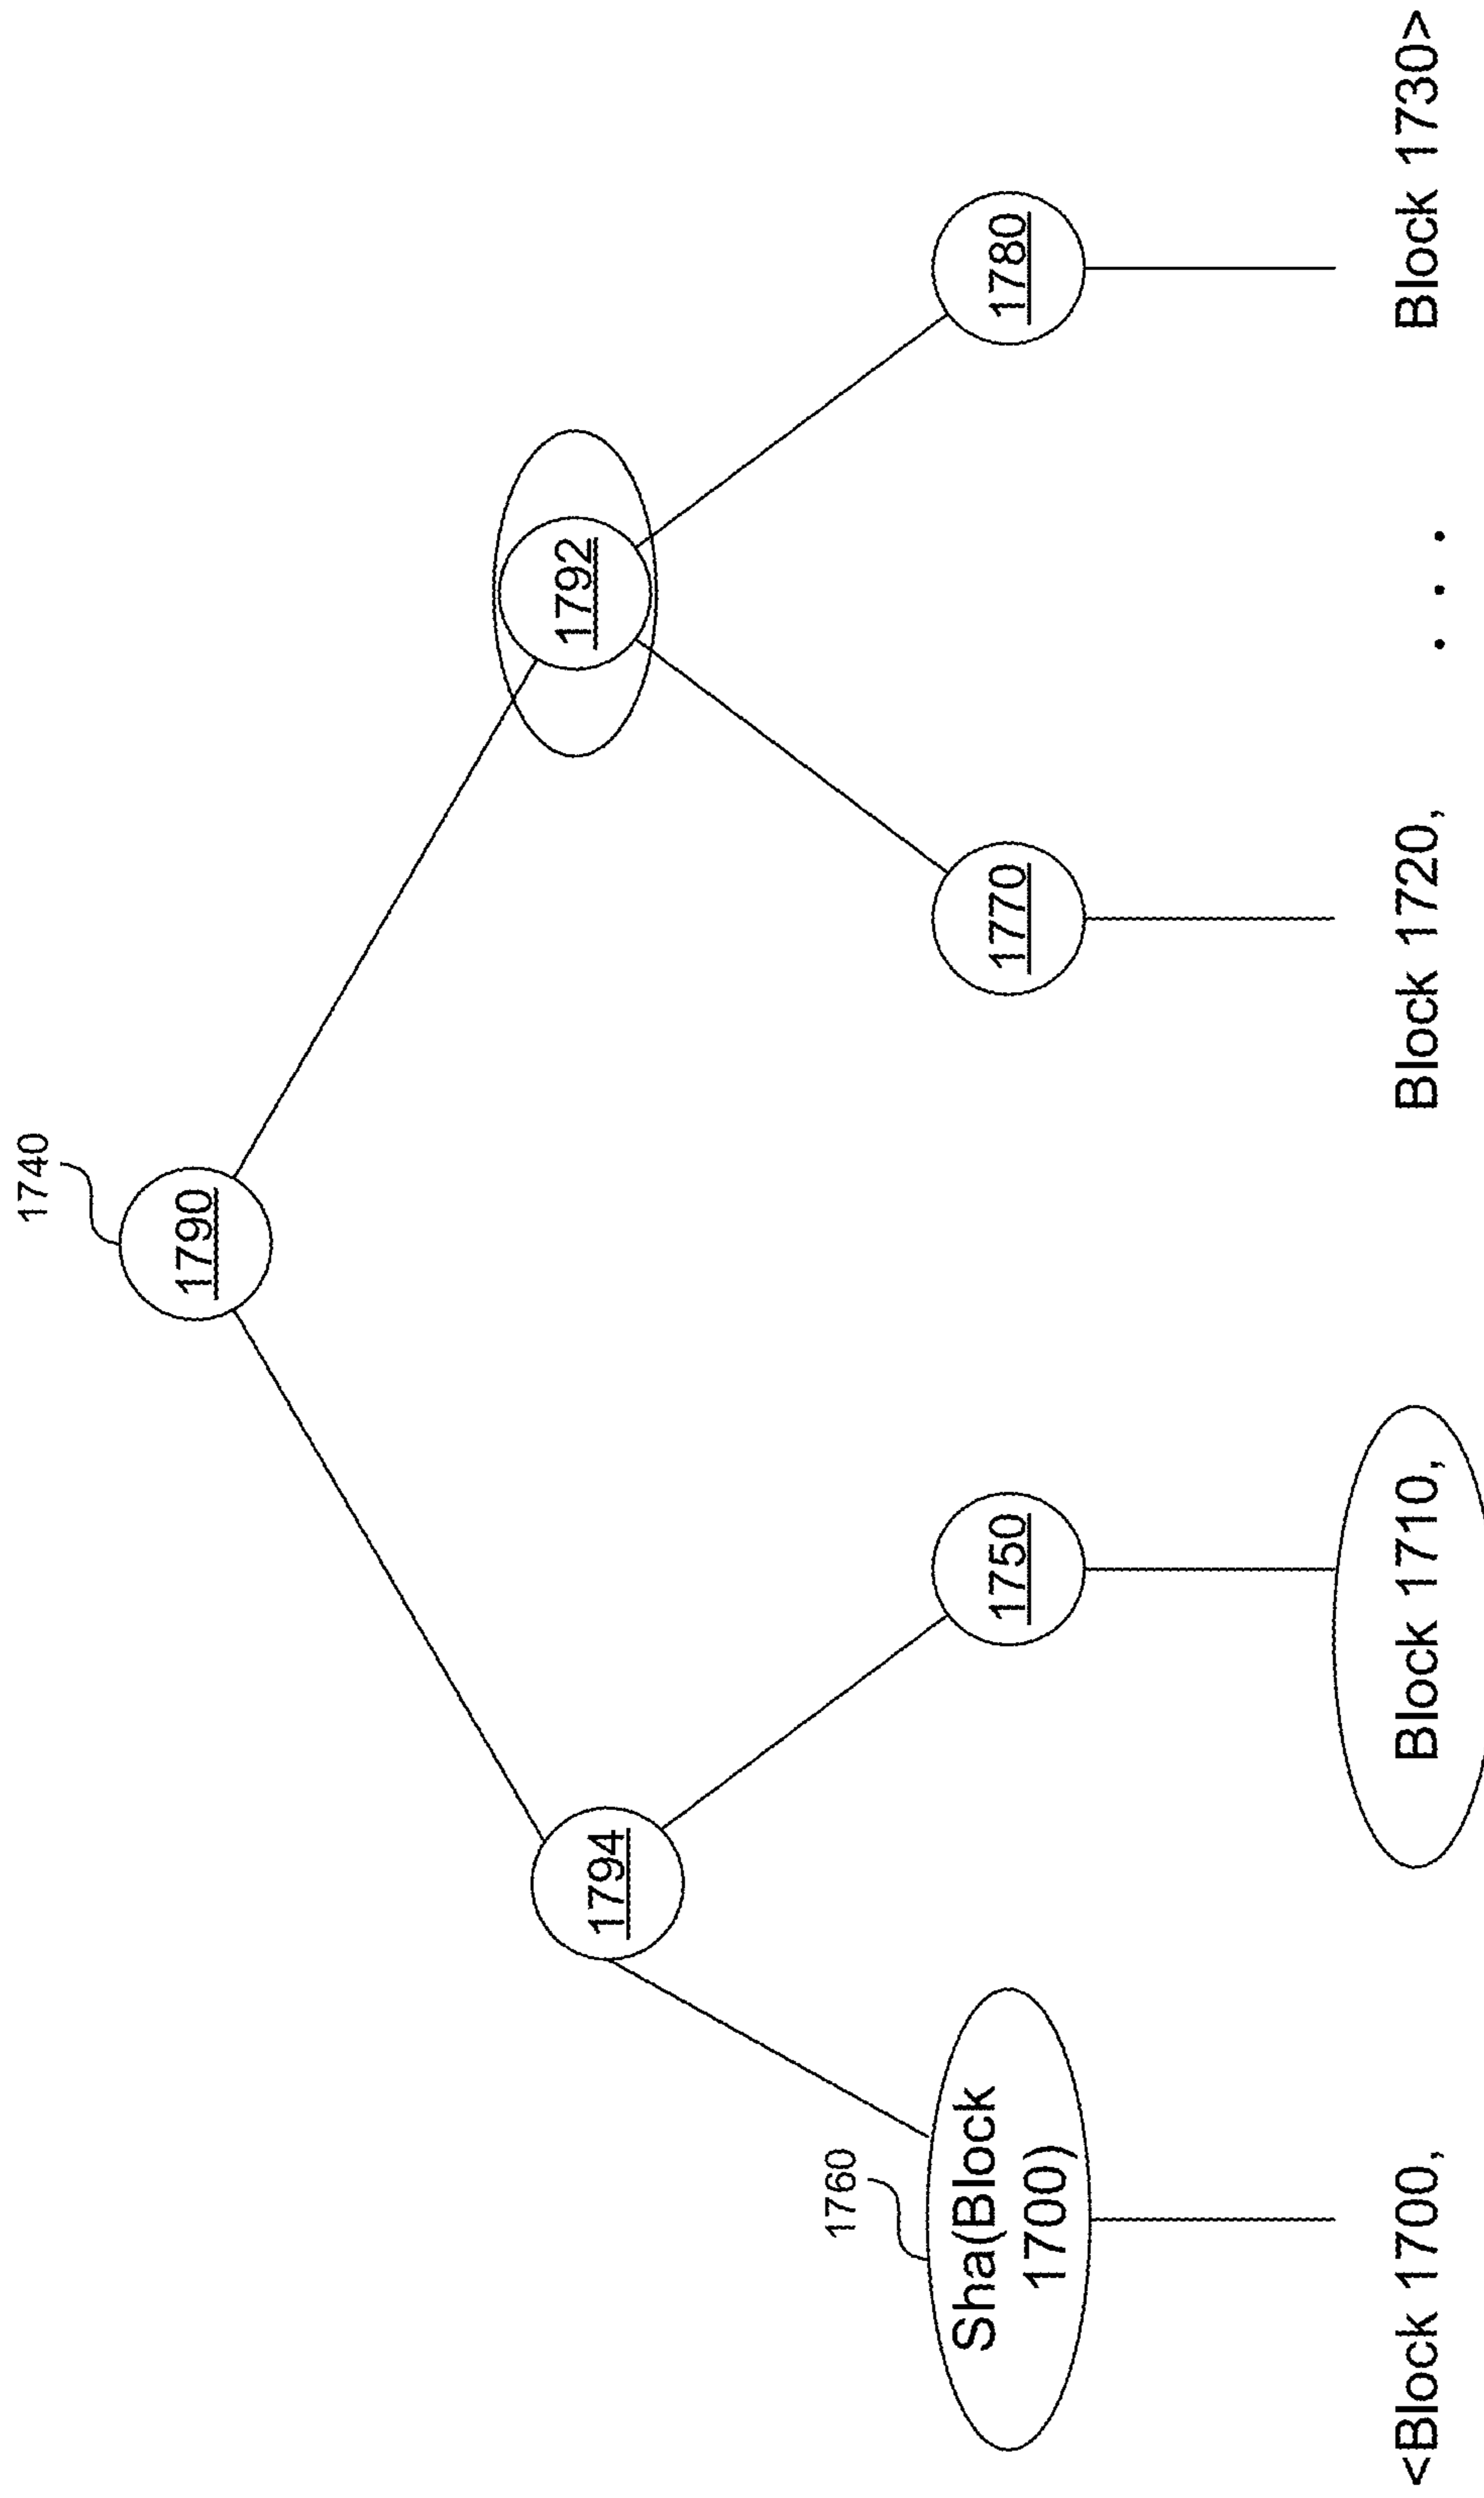 1740
1790
1792
1794
1760
Sha(Block
1700)
1750
1770
1780
<Block 1700,
Block 1710,
Block 1720,
. . .
Block 1730>